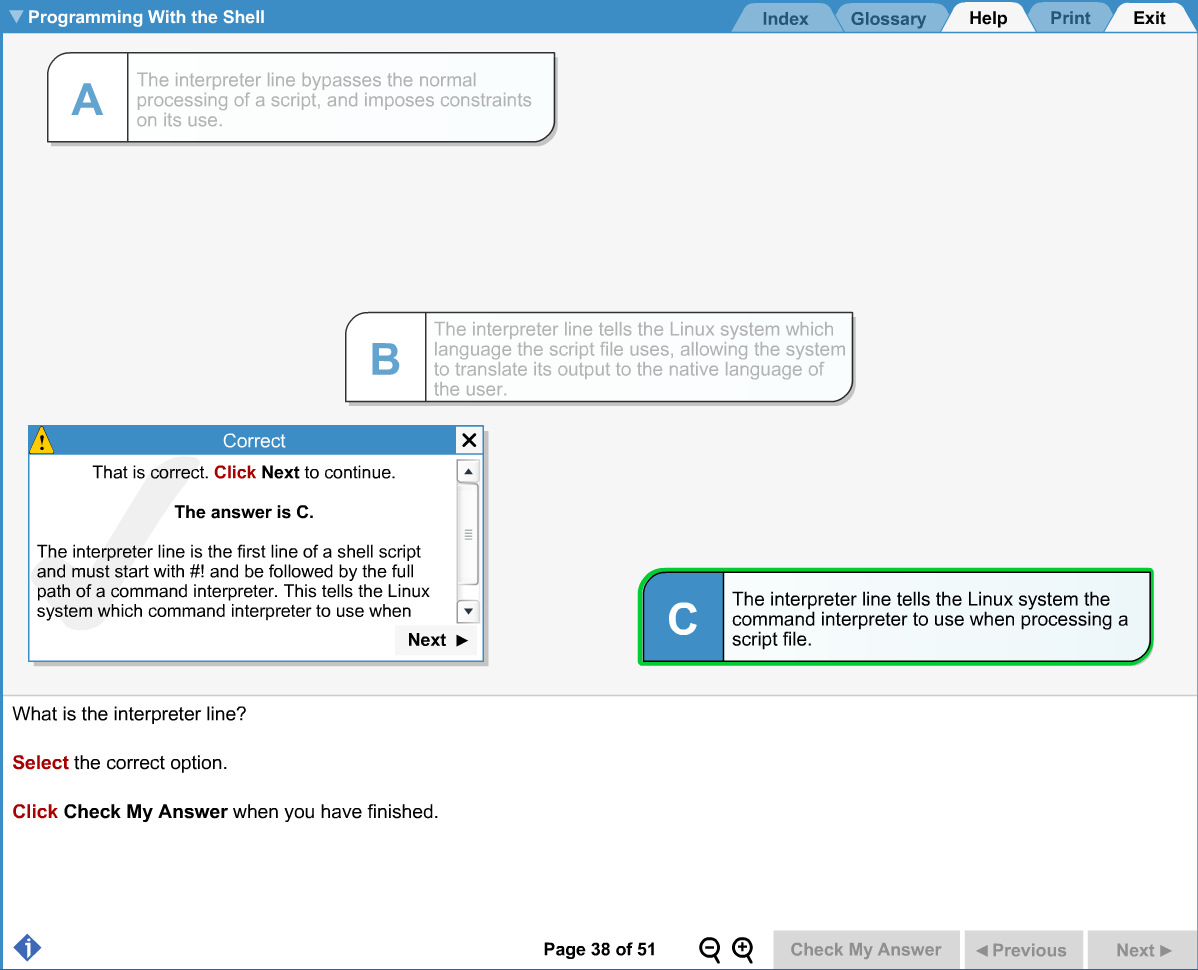 Programming With the Shell
Index
Glossary
Help
Print
Exit
A
The interpreter line bypasses the normal
processing of a script, and imposes constraints
on its use.
B
The interpreter line tells the Linux system which
language the script file uses, allowing the system
to translate its output to the native language of
the user.
Correct
That is correct. Click Next to continue.
The answer is C.
The interpreter line is the first line of a shell script
and must start with #! and be followed by the full
path of a command interpreter. This tells the Linux
system which command interpreter to use when
Next
C
The interpreter line tells the Linux system the
command interpreter to use when processing a
script file.
What is the interpreter line?
Select the correct option.
Click Check My Answer when you have finished.
Page 38 of 51
Check My Answer
Previous
Next